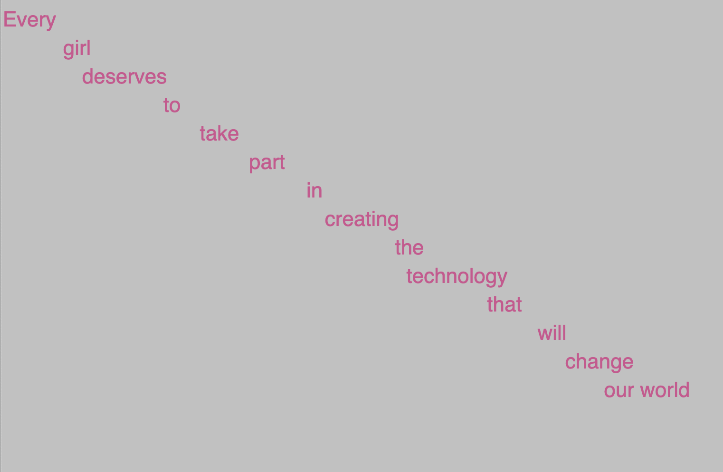 Every
girl
deserves
to
take
part
in
creating
the
technology
that
will
change
our world